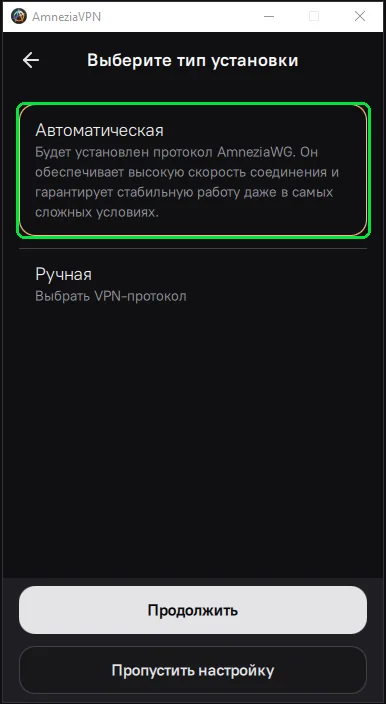 AmneziaVPN
Выберите тип установки
Автоматическая
Будет установлен протокол AmneziaWG. Он
обеспечивает высокую скорость соединения и
гарантирует стабильную работу даже в самых
сложных условиях.
Ручная
Выбрать VPN-протокол
Продолжить
Пропустить настройку